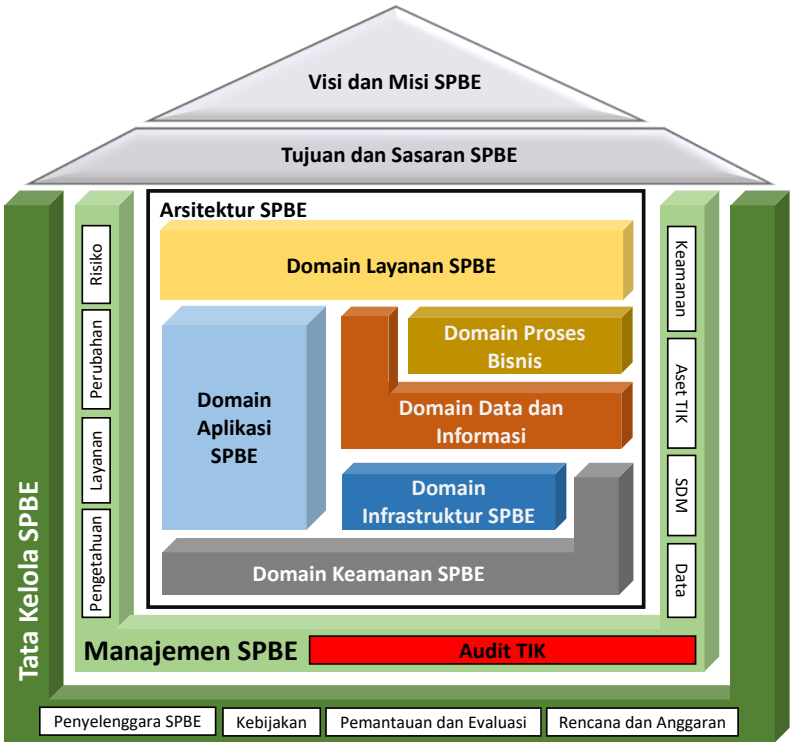 Visi dan Misi SPBE
Tujuan dan Sasaran SPBE
Arsitektur SPBE
Domain Layanan SPBE
Domain Proses
Bisnis
Domain Data dan
Informasi
Domain
Aplikasi
SPBE
Domain
Infrastruktur SPBE
Domain Keamanan SPBE
Risiko
Perubahan
Layanan
Pengetahuan
Keamanan
Aset TIK
SDM
Data
Manajemen SPBE
Audit TIK
Tata Kelola SPBE
Penyelenggara SPBE
Kebijakan
Pemantauan dan Evaluasi
Rencana dan Anggaran